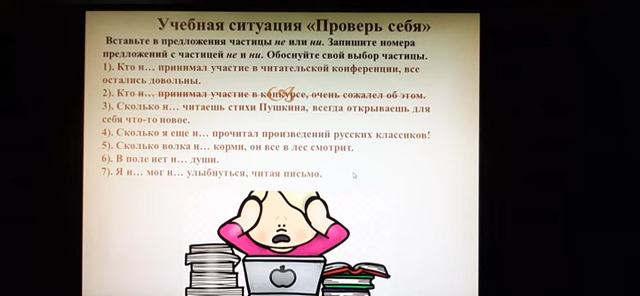 Учебная ситуация «Проверь себя»
Вставьте в предложения частицы не или ни. Запишите номера
предложений с частицей не и ни. Обоснуйте свой выбор частицы.
1). Кто н… принимал участие в читательской конференции, все
остались довольны.
2). Кто н… принимал участие в конкурсе, очень сожалел об этом.
3). Сколько н… читаешь стихи Пушкина, всегда открываешь для
себя что-то новое.
4). Сколько я еще н… прочитал произведений русских классиков!
5). Сколько волка н… корми, он все в лес смотрит.
6). В поле нет н… души.
7). Я н… мог н… улыбнуться, читая письмо.